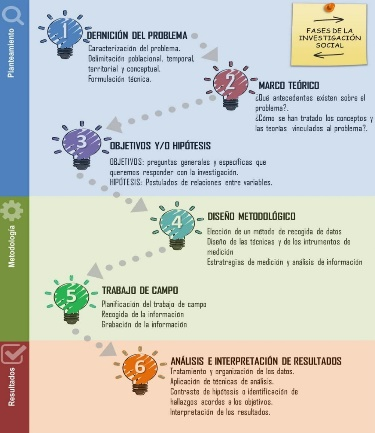 FASES DE LA
INVESTIGACIÓN
SOCIAL
Planteamiento
1
DEFINICIÓN DEL PROBLEMA
Caracterización del problema.
Delimitación poblacional, temporal,
territorial y conceptual.
Formulación técnica.
2
MARCO TEÓRICO
¿Qué antecedentes existen sobre el
problema?.
¿Cómo se han tratado los conceptos y
las teorías vinculados al problema?.
3
OBJETIVOS Y/O HIPÓTESIS
OBJETIVOS: preguntas generales y específicas que
queremos responder con la investigación.
HIPÓTESIS: Postulados de relaciones entre variables.
Metodología
4
DISEÑO METODOLÓGICO
Elección de un método de recogida de datos
Diseño de las técnicas y de los intrumentos de
medición
Estratregias de medición y análisis de información
5
TRABAJO DE CAMPO
Planificación del trabajo de campo
Recogida de la información
Grabación de la información
Resultados
6
ANÁLISIS E INTERPRETACIÓN DE RESULTADOS
Tratamiento y organización de los datos.
Aplicación de técnicas de análisis.
Contraste de hipótesis o identificación de
hallazgos acordes a los objetivos.
Interpretación de los resultados.